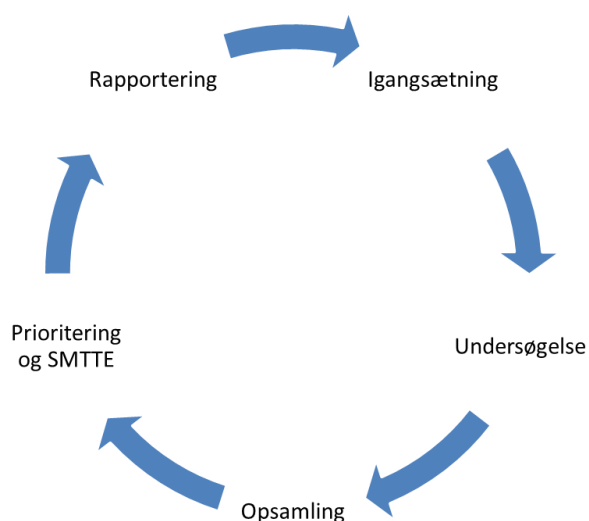 Rapportering
Igangsætning
Prioritering
og SMTTE
Undersøgelse
Opsamling